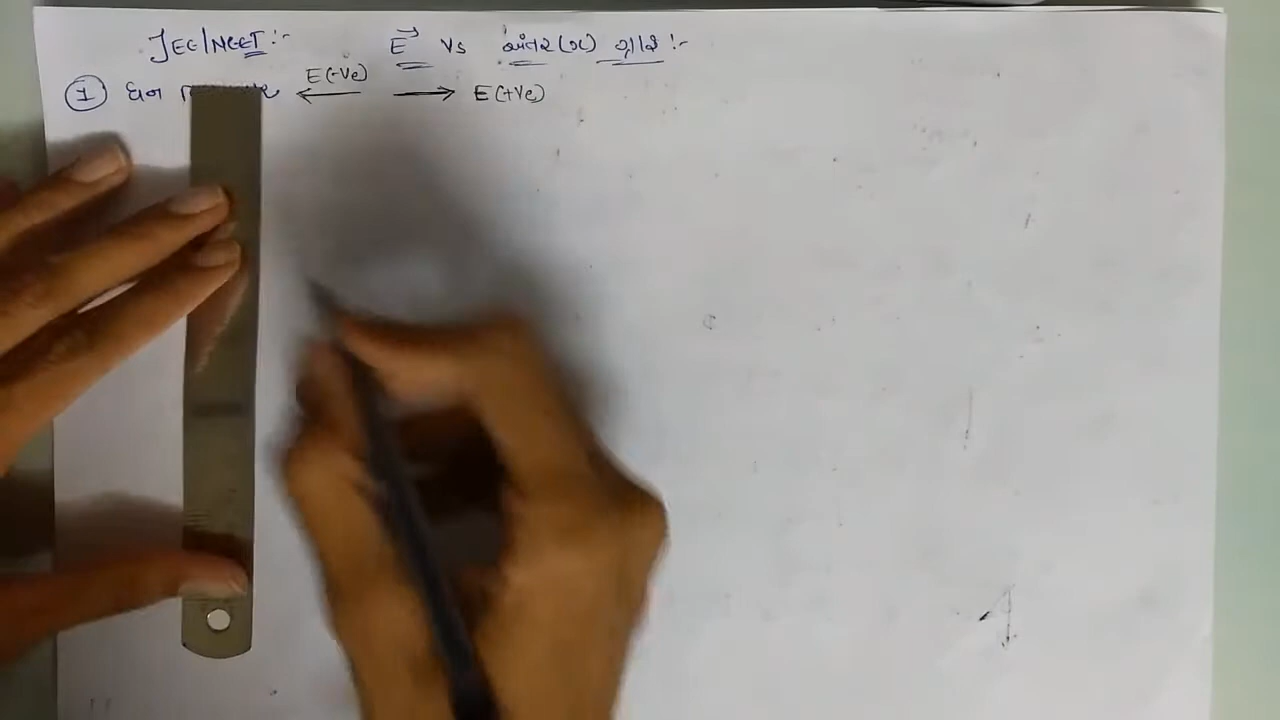 JEE/NEET :- E⃗ Vs અંતર (x) ગ્રાફ :-
① ધન E(-Ve) ← → E(+Ve)